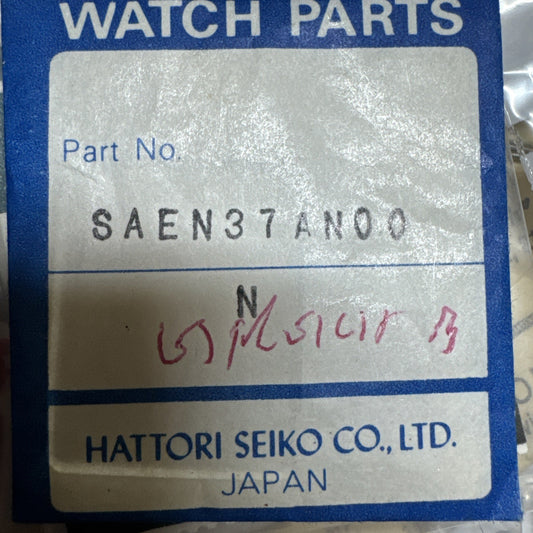 WATCH PARTS
Part No.
SAEN37AN00
N
HATTORI SEIKO CO., LTD.
JAPAN